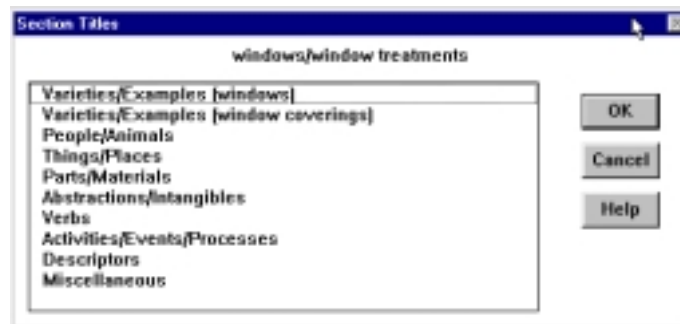 Section Titles
windows/window treatments
Varieties/Examples (windows)
Varieties/Examples (window coverings)
People/Animals
Things/Places
Parts/Materials
Abstractions/Intangibles
Verbs
Activities/Events/Processes
Descriptors
Miscellaneous
OK
Cancel
Help